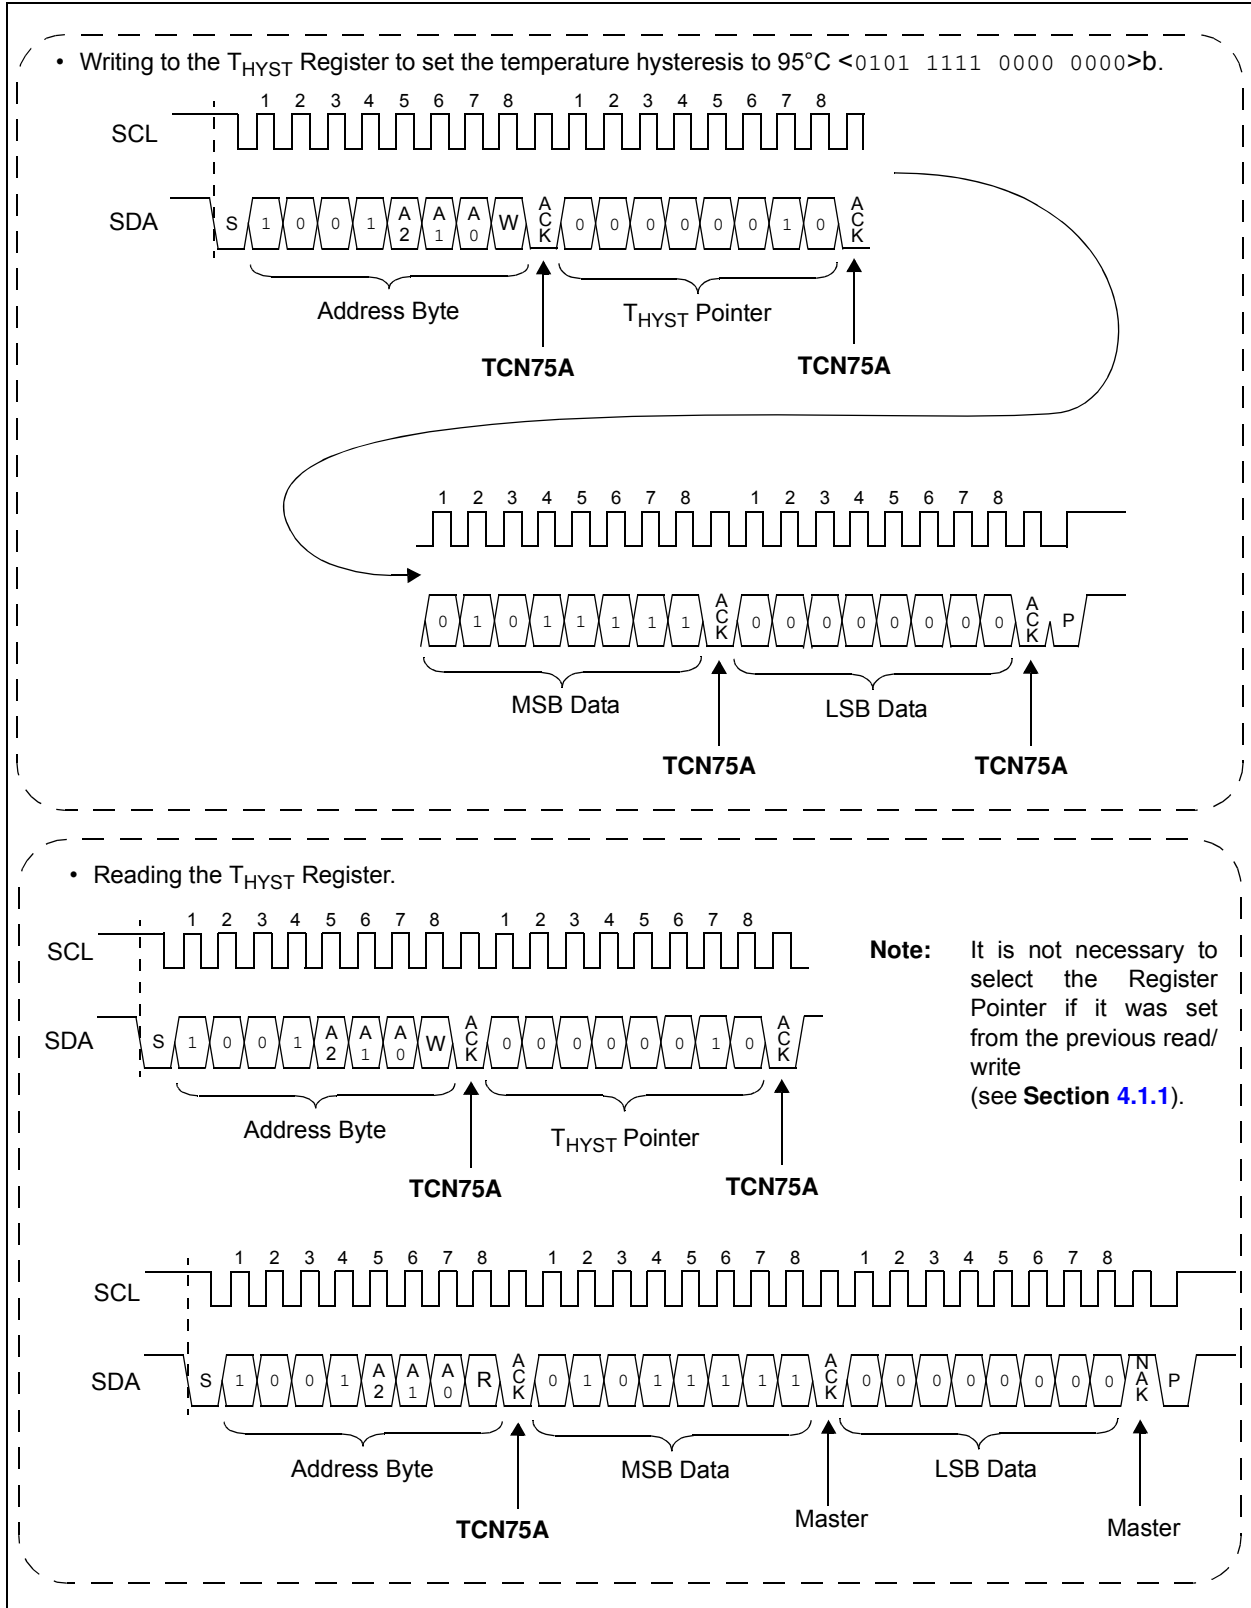 • Writing to the THYST Register to set the temperature hysteresis to 95°C <0101 1111 0000 0000>b.
1 2 3 4 5 6 7 8 1 2 3 4 5 6 7 8
SCL
SDA S 1 0 0 1 A2 A1 A0 W ACK 0 0 0 0 0 0 1 0 ACK
Address Byte THYST Pointer
TCN75A TCN75A
1 2 3 4 5 6 7 8 1 2 3 4 5 6 7 8
0 1 0 1 1 1 1 1 ACK 0 0 0 0 0 0 0 0 ACK P
MSB Data LSB Data
TCN75A TCN75A
• Reading the THYST Register.
1 2 3 4 5 6 7 8 1 2 3 4 5 6 7 8
SCL
SDA S 1 0 0 1 A2 A1 A0 W ACK 0 0 0 0 0 0 1 0 ACK
Address Byte THYST Pointer
TCN75A TCN75A
Note: It is not necessary to
select the Register
Pointer if it was set
from the previous read/
write
(see Section 4.1.1).
1 2 3 4 5 6 7 8 1 2 3 4 5 6 7 8 1 2 3 4 5 6 7 8
SCL
SDA S 1 0 0 1 A2 A1 A0 R ACK 0 1 0 1 1 1 1 1 ACK 0 0 0 0 0 0 0 0 NAK P
Address Byte MSB Data LSB Data
TCN75A Master Master